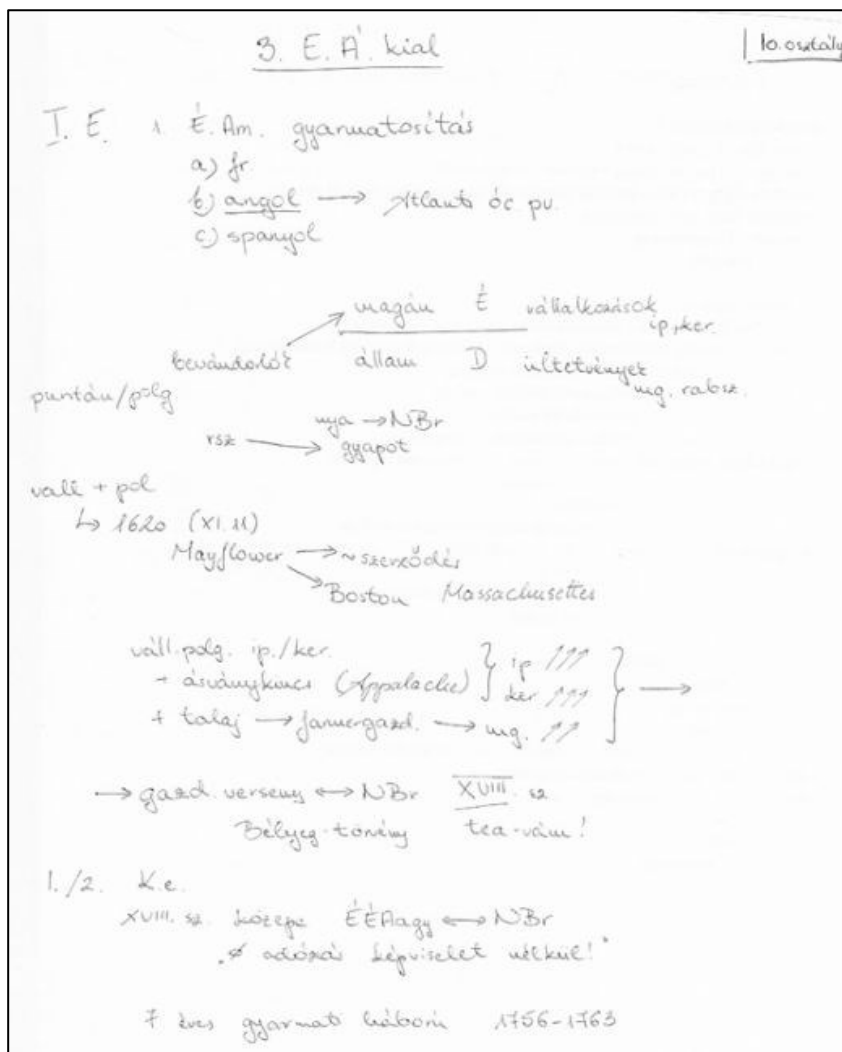 3. E. Á. kial
10. osztály
I. E. 1. É. Am. gyarmatosítás
a) fr.
b) angol → Atlanti óc pv.
c) spanyol
magán É vállalkozások
ip, ker.
bevándorlók állam D ültetvények
mg. rabsz.
puritán/polg
nya → NBr
rsz → gyapot
vall + pol
↳ 1620 (XI. 11)
Mayflower → ~ szerződés
→ Boston Massachusettes
váll. polg. ip./ker. } ip ↑↑↑ }
+ ásványkincs (Appalache) } ker ↑↑↑ } →
+ talaj → farmergazd. → mg. ↑↑ }
→ gazd. verseny ↔ NBr XVIII. sz.
Bélyeg-törvény tea-vám!
I./2. K.e.
XVIII. sz. közepe ÉÉAagy ↔ NBr
„∅ adózás képviselet nélkül!"
7 éves gyarmati háború 1756-1763